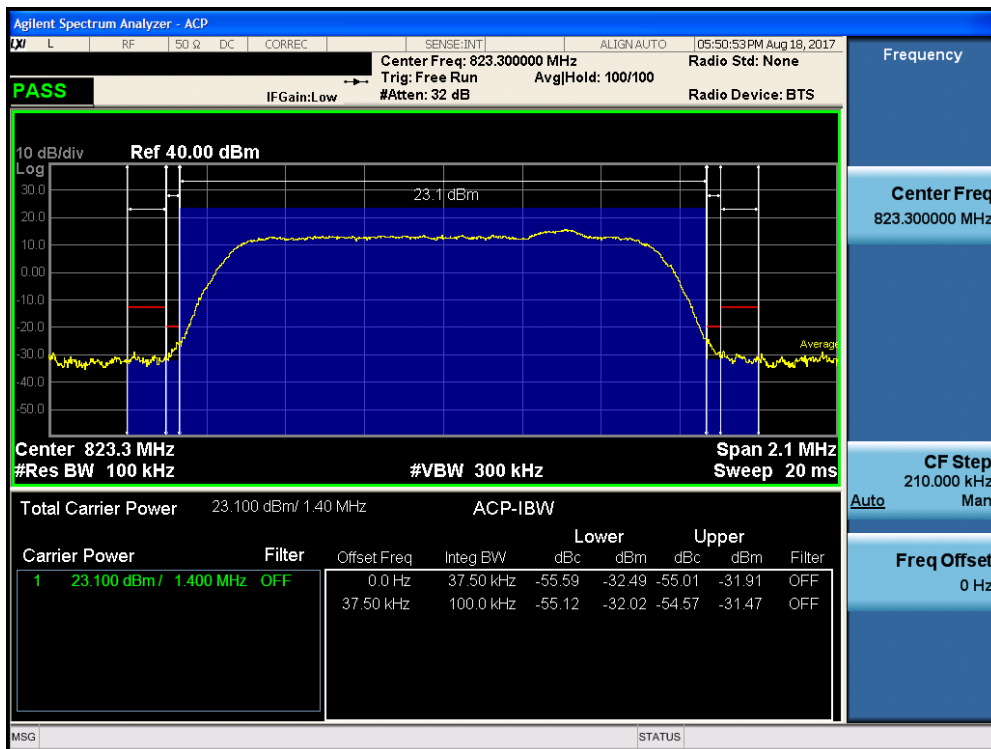 Agilent Spectrum Analyzer - ACP
LXI L RF 50 Ω DC CORREC SENSE:INT ALIGN AUTO 05:50:53 PM Aug 18, 2017
Center Freq: 823.300000 MHz Radio Std: None
Trig: Free Run Avg|Hold: 100/100
PASS IFGain:Low #Atten: 32 dB Radio Device: BTS
10 dB/div Ref 40.00 dBm
Log
30.0
23.1 dBm
20.0
10.0
0.00
-10.0
-20.0
Average
-30.0
-40.0
-50.0
Center 823.3 MHz Span 2.1 MHz
#Res BW 100 kHz #VBW 300 kHz Sweep 20 ms
Total Carrier Power 23.100 dBm/ 1.40 MHz ACP-IBW
Lower Upper
Carrier Power Filter Offset Freq Integ BW dBc dBm dBc dBm Filter
1 23.100 dBm / 1.400 MHz OFF 0.0 Hz 37.50 kHz -55.59 -32.49 -55.01 -31.91 OFF
37.50 kHz 100.0 kHz -55.12 -32.02 -54.57 -31.47 OFF
MSG STATUS
Frequency
Center Freq
823.300000 MHz
CF Step
210.000 kHz
Auto Man
Freq Offset
0 Hz